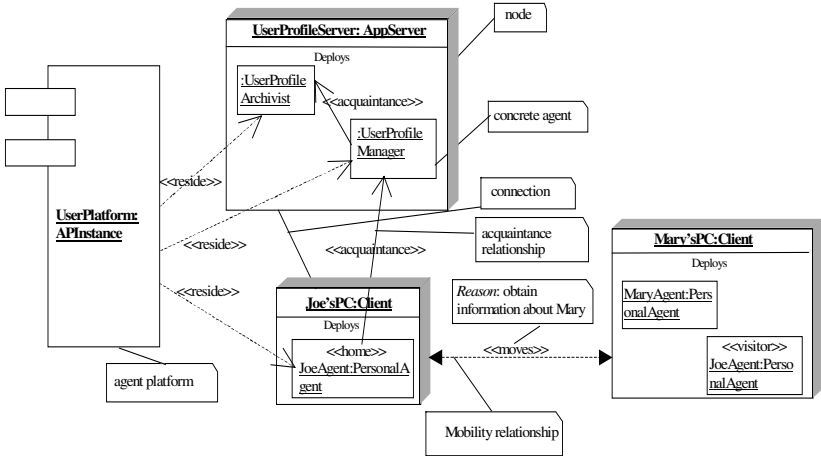 node
UserProfileServer: AppServer
Deploys
:UserProfile
Archivist
<<acquaintance>>
concrete agent
:UserProfile
Manager
<<reside>>
connection
UserPlatform:
APInstance
<<reside>>
<<acquaintance>>
acquaintance
relationship
Mary'sPC:Client
Deploys
<<reside>>
Joe'sPC:Client
Deploys
Reason: obtain
information about Mary
MaryAgent:Pers
onalAgent
<<home>>
JoeAgent:PersonalA
gent
<<moves>>
<<visitor>>
JoeAgent:Perso
nalAgent
agent platform
Mobility relationship